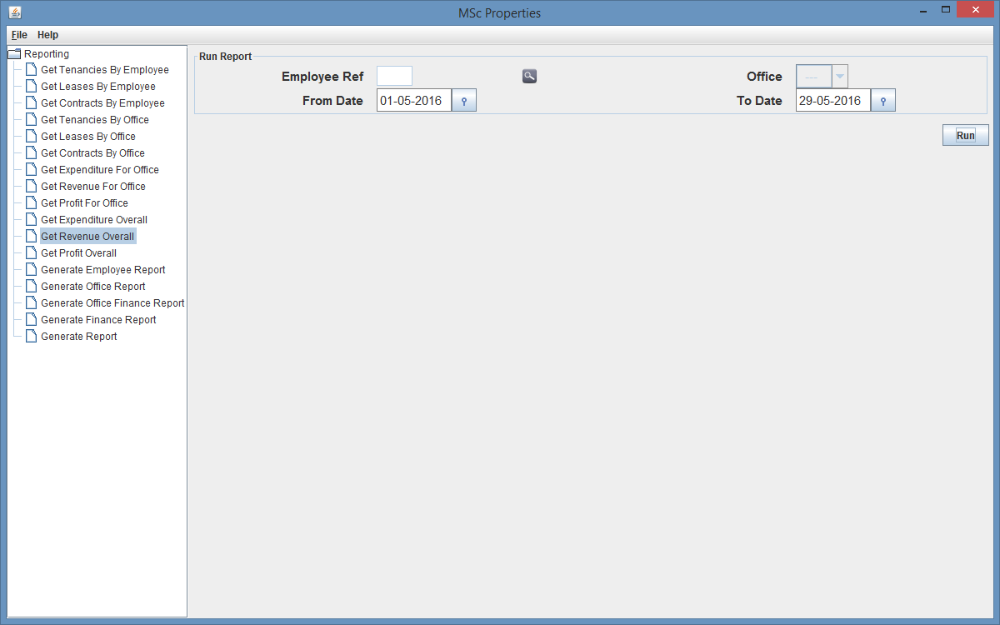 MSc Properties
File Help
Reporting
Get Tenancies By Employee
Get Leases By Employee
Get Contracts By Employee
Get Tenancies By Office
Get Leases By Office
Get Contracts By Office
Get Expenditure For Office
Get Revenue For Office
Get Profit For Office
Get Expenditure Overall
Get Revenue Overall
Get Profit Overall
Generate Employee Report
Generate Office Report
Generate Office Finance Report
Generate Finance Report
Generate Report
Run Report
Employee Ref
Office ---
From Date 01-05-2016
To Date 29-05-2016
Run